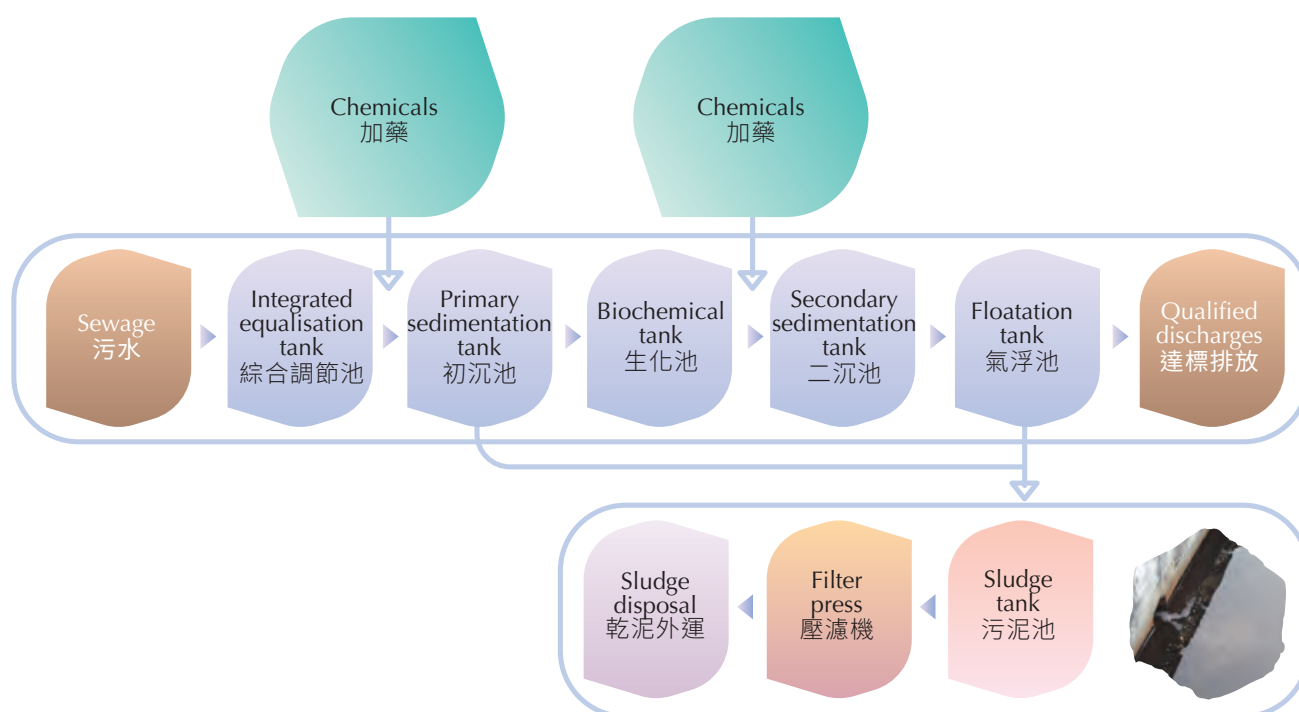 Chemicals
加藥
Chemicals
加藥
Sewage
污水
Integrated
equalisation
tank
綜合調節池
Primary
sedimentation
tank
初沉池
Biochemical
tank
生化池
Secondary
sedimentation
tank
二沉池
Floatation
tank
氣浮池
Qualified
discharges
達標排放
Sludge
disposal
乾泥外運
Filter
press
壓濾機
Sludge
tank
污泥池